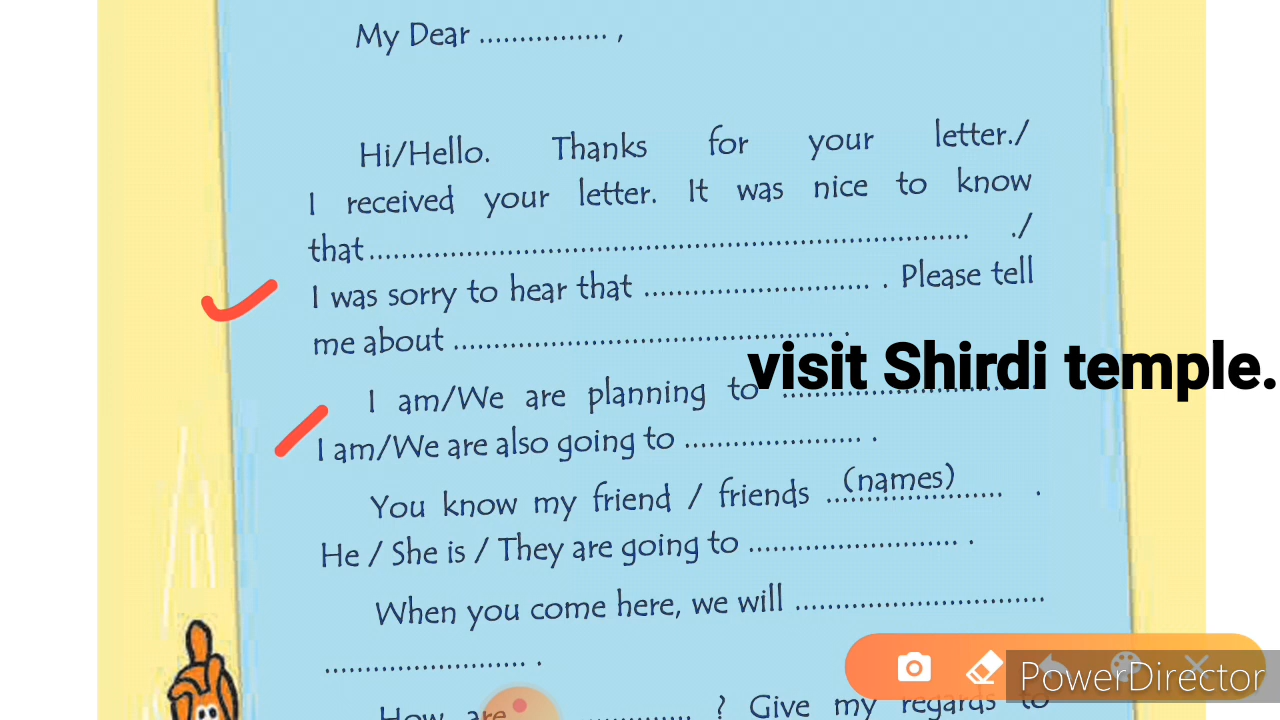 My Dear ................ ,
Hi/Hello. Thanks for your letter./
I received your letter. It was nice to know
that........................................................................... ./
I was sorry to hear that ............................ . Please tell
me about ............................................... .
visit Shirdi temple.
I am/We are planning to .............................
I am/We are also going to ...................... .
You know my friend / friends ...................... .
(names)
He / She is / They are going to .......................... .
When you come here, we will ...............................
......................... .
How are ................ ? Give my regards to
PowerDirector